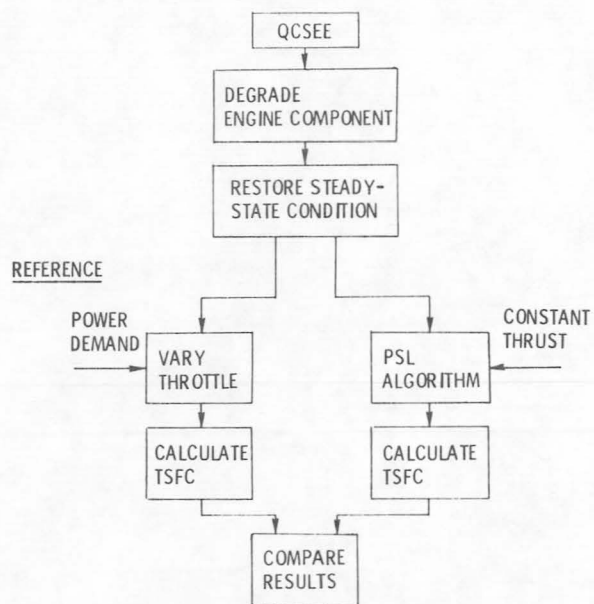 QCSEE
DEGRADE
ENGINE COMPONENT
RESTORE STEADY-
STATE CONDITION
REFERENCE
POWER
DEMAND
VARY
THROTTLE
PSL
ALGORITHM
CONSTANT
THRUST
CALCULATE
TSFC
CALCULATE
TSFC
COMPARE
RESULTS